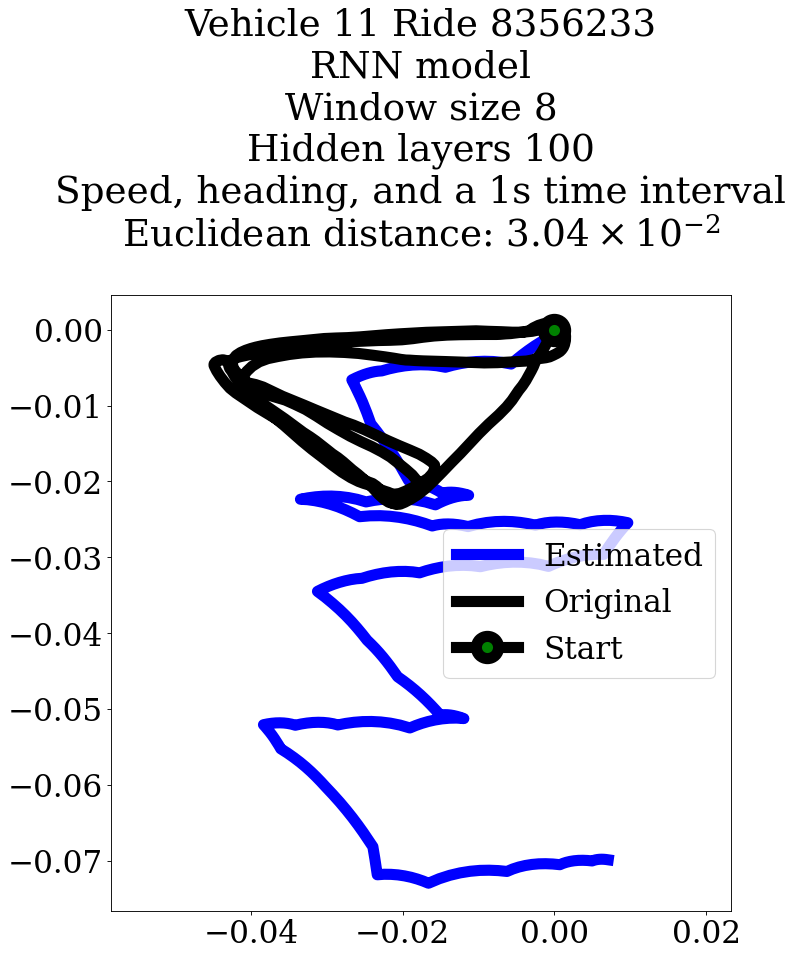 Vehicle 11 Ride 8356233
RNN model
Window size 8
Hidden layers 100
Speed, heading, and a 1s time interval
Euclidean distance: 3.04 × 10⁻²
0.00
−0.01
−0.02
−0.03
−0.04
−0.05
−0.06
−0.07
Estimated
Original
Start
−0.04 −0.02 0.00 0.02